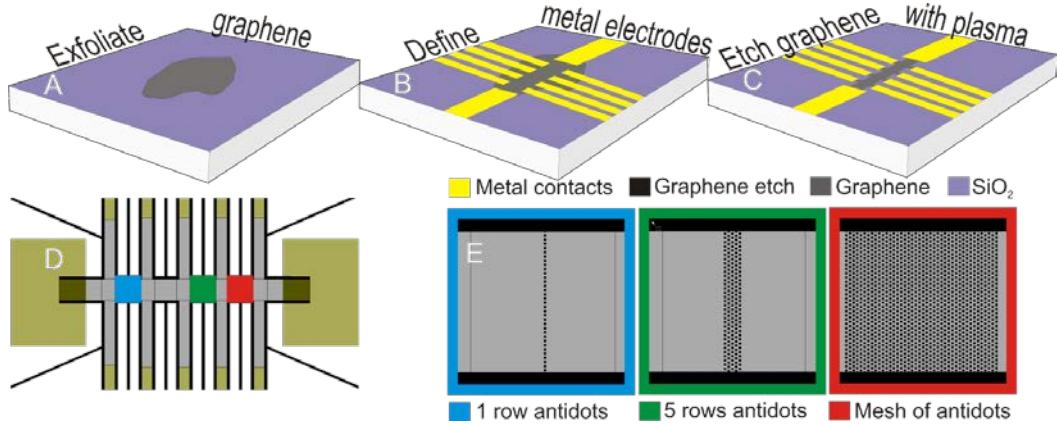 Exfoliate graphene
A
Define metal electrodes
B
Etch graphene with plasma
C
Metal contacts Graphene etch Graphene SiO₂
D
E
1 row antidots 5 rows antidots Mesh of antidots